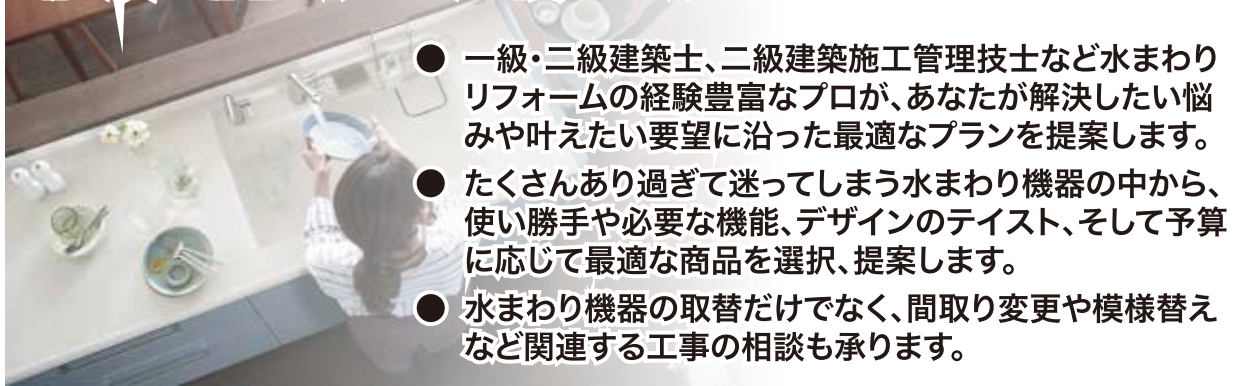 ● 一級・二級建築士、二級建築施工管理技士など水まわり
リフォームの経験豊富なプロが、あなたが解決したい悩
みや叶えたい要望に沿った最適なプランを提案します。
● たくさんあり過ぎて迷ってしまう水まわり機器の中から、
使い勝手や必要な機能、デザインのテイスト、そして予算
に応じて最適な商品を選択、提案します。
● 水まわり機器の取替だけでなく、間取り変更や模様替え
など関連する工事の相談も承ります。